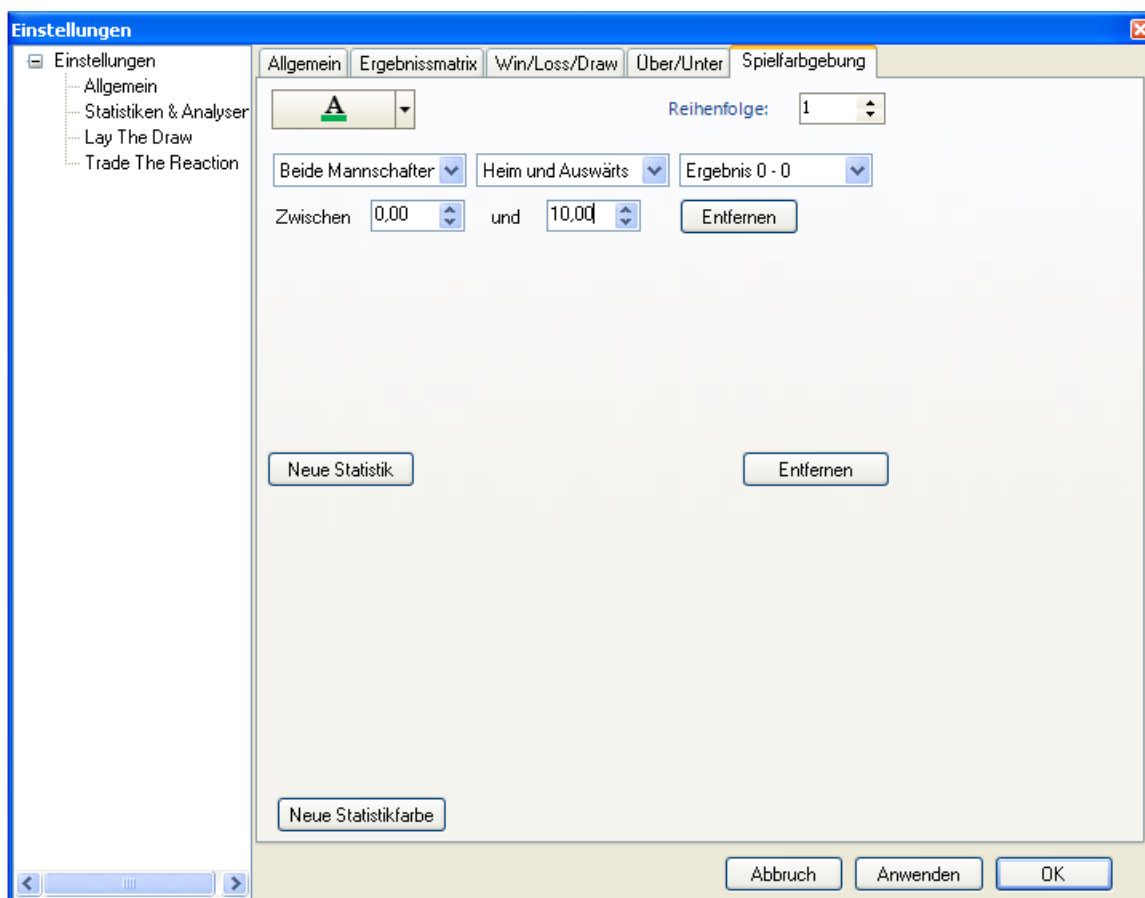 Einstellungen
Einstellungen
Allgemein
Statistiken & Analyser
Lay The Draw
Trade The Reaction
Allgemein Ergebnissmatrix Win/Loss/Draw Über/Unter Spielfarbgebung
A Reihenfolge: 1
Beide Mannschafter Heim und Auswärts Ergebnis 0 - 0
Zwischen 0,00 und 10,00 Entfernen
Neue Statistik Entfernen
Neue Statistikfarbe
Abbruch Anwenden OK